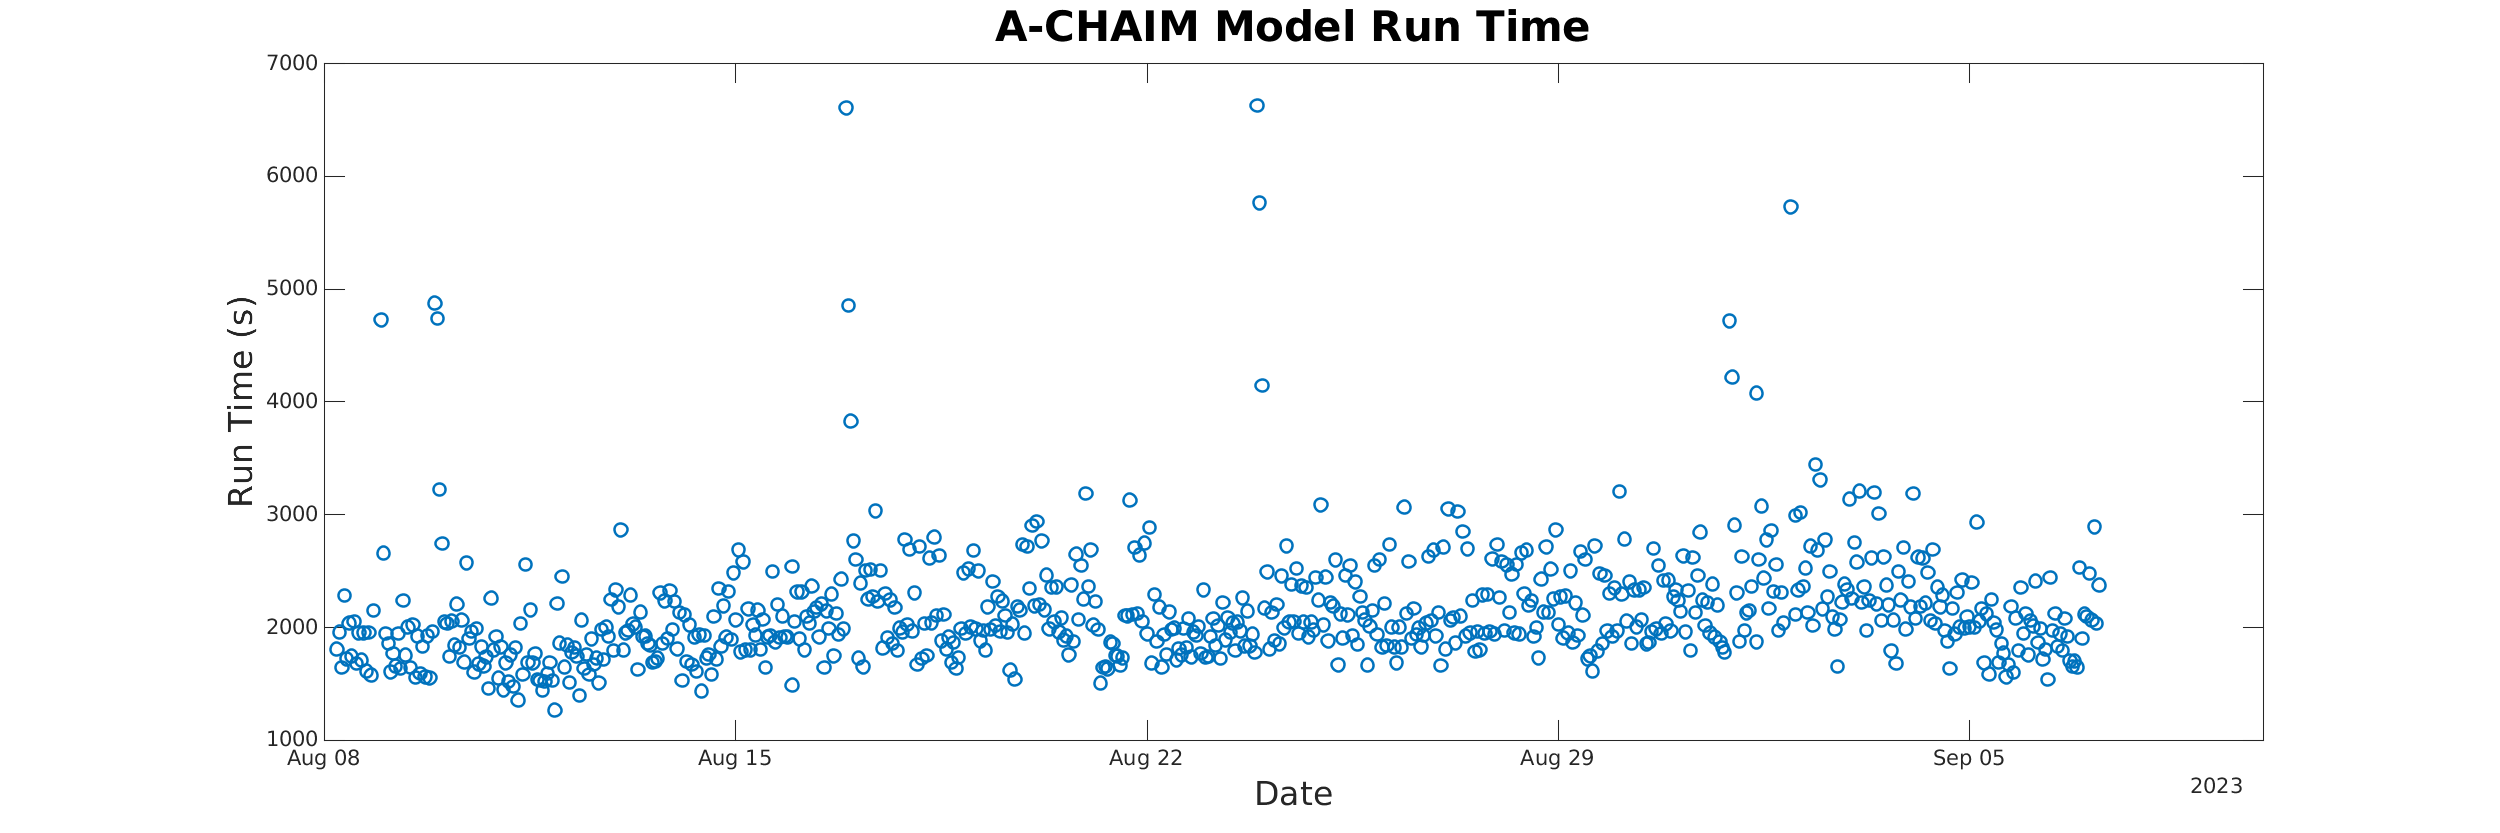 A-CHAIM Model Run Time
7000
6000
5000
4000
3000
2000
1000
Run Time (s)
Aug 08
Aug 15
Aug 22
Aug 29
Sep 05
2023
Date